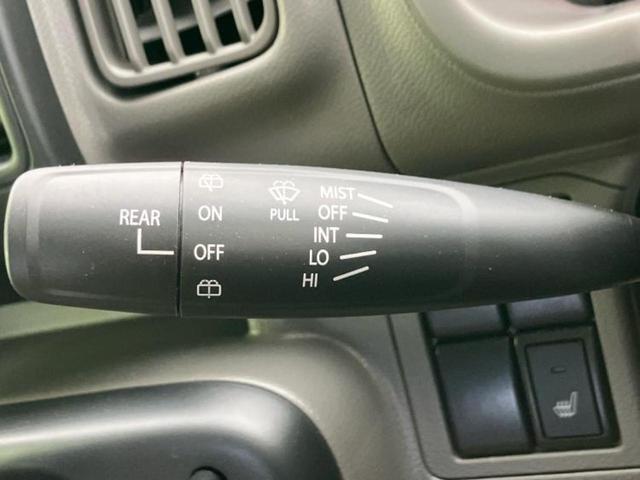 REAR
ON
OFF
PULL
MIST
OFF
INT
LO
HI